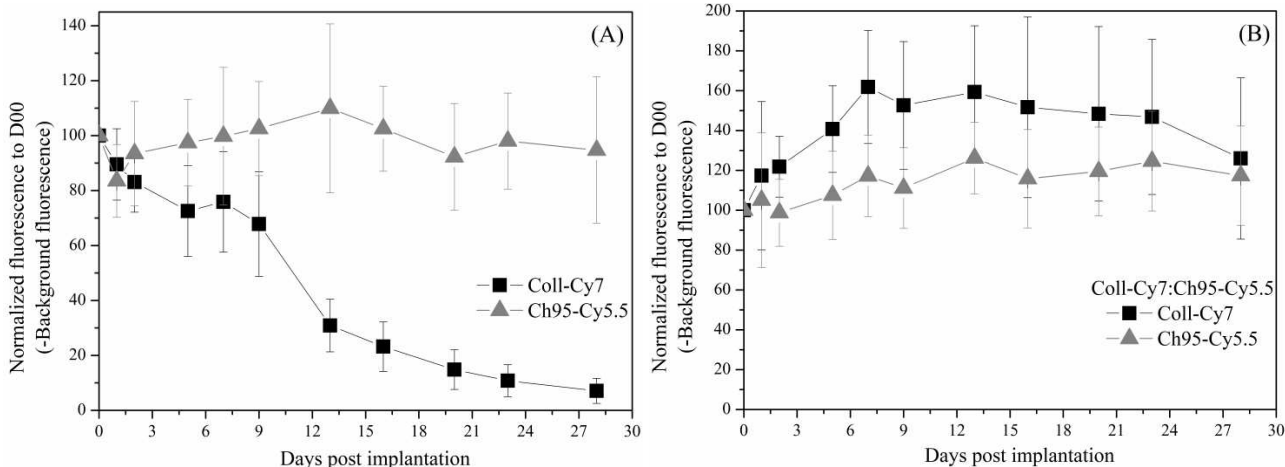 (A)
Normalized fluorescence to D00
(-Background fluorescence)
140
120
100
80
60
40
20
0
Coll-Cy7
Ch95-Cy5.5
0 3 6 9 12 15 18 21 24 27 30
Days post implantation
(B)
Normalized fluorescence to D00
(-Background fluorescence)
200
180
160
140
120
100
80
60
40
20
0
Coll-Cy7:Ch95-Cy5.5
Coll-Cy7
Ch95-Cy5.5
0 3 6 9 12 15 18 21 24 27 30
Days post implantation